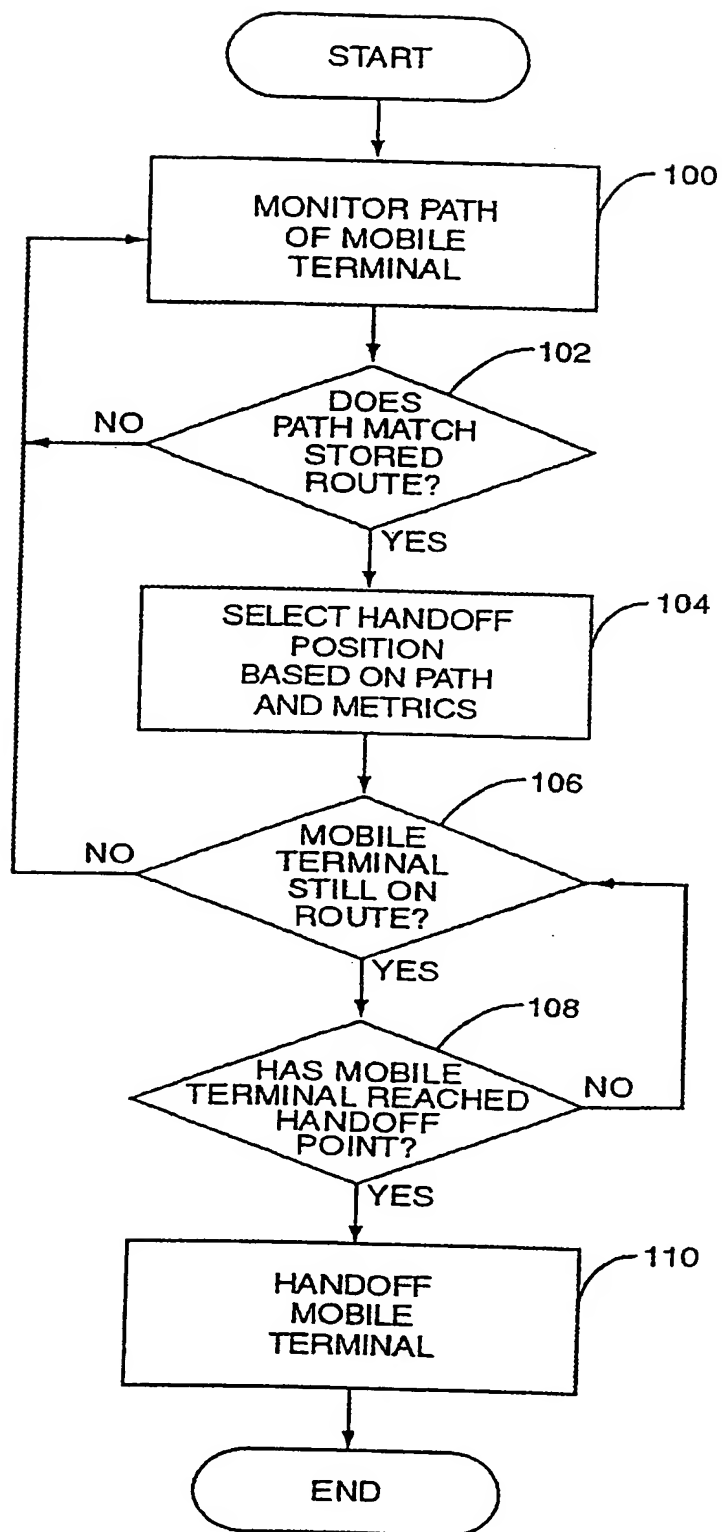 START
100
MONITOR PATH
OF MOBILE
TERMINAL
102
DOES
PATH MATCH
STORED
ROUTE?
NO
YES
104
SELECT HANDOFF
POSITION
BASED ON PATH
AND METRICS
106
MOBILE
TERMINAL
STILL ON
ROUTE?
NO
YES
108
HAS MOBILE
TERMINAL REACHED
HANDOFF
POINT?
NO
YES
110
HANDOFF
MOBILE
TERMINAL
END